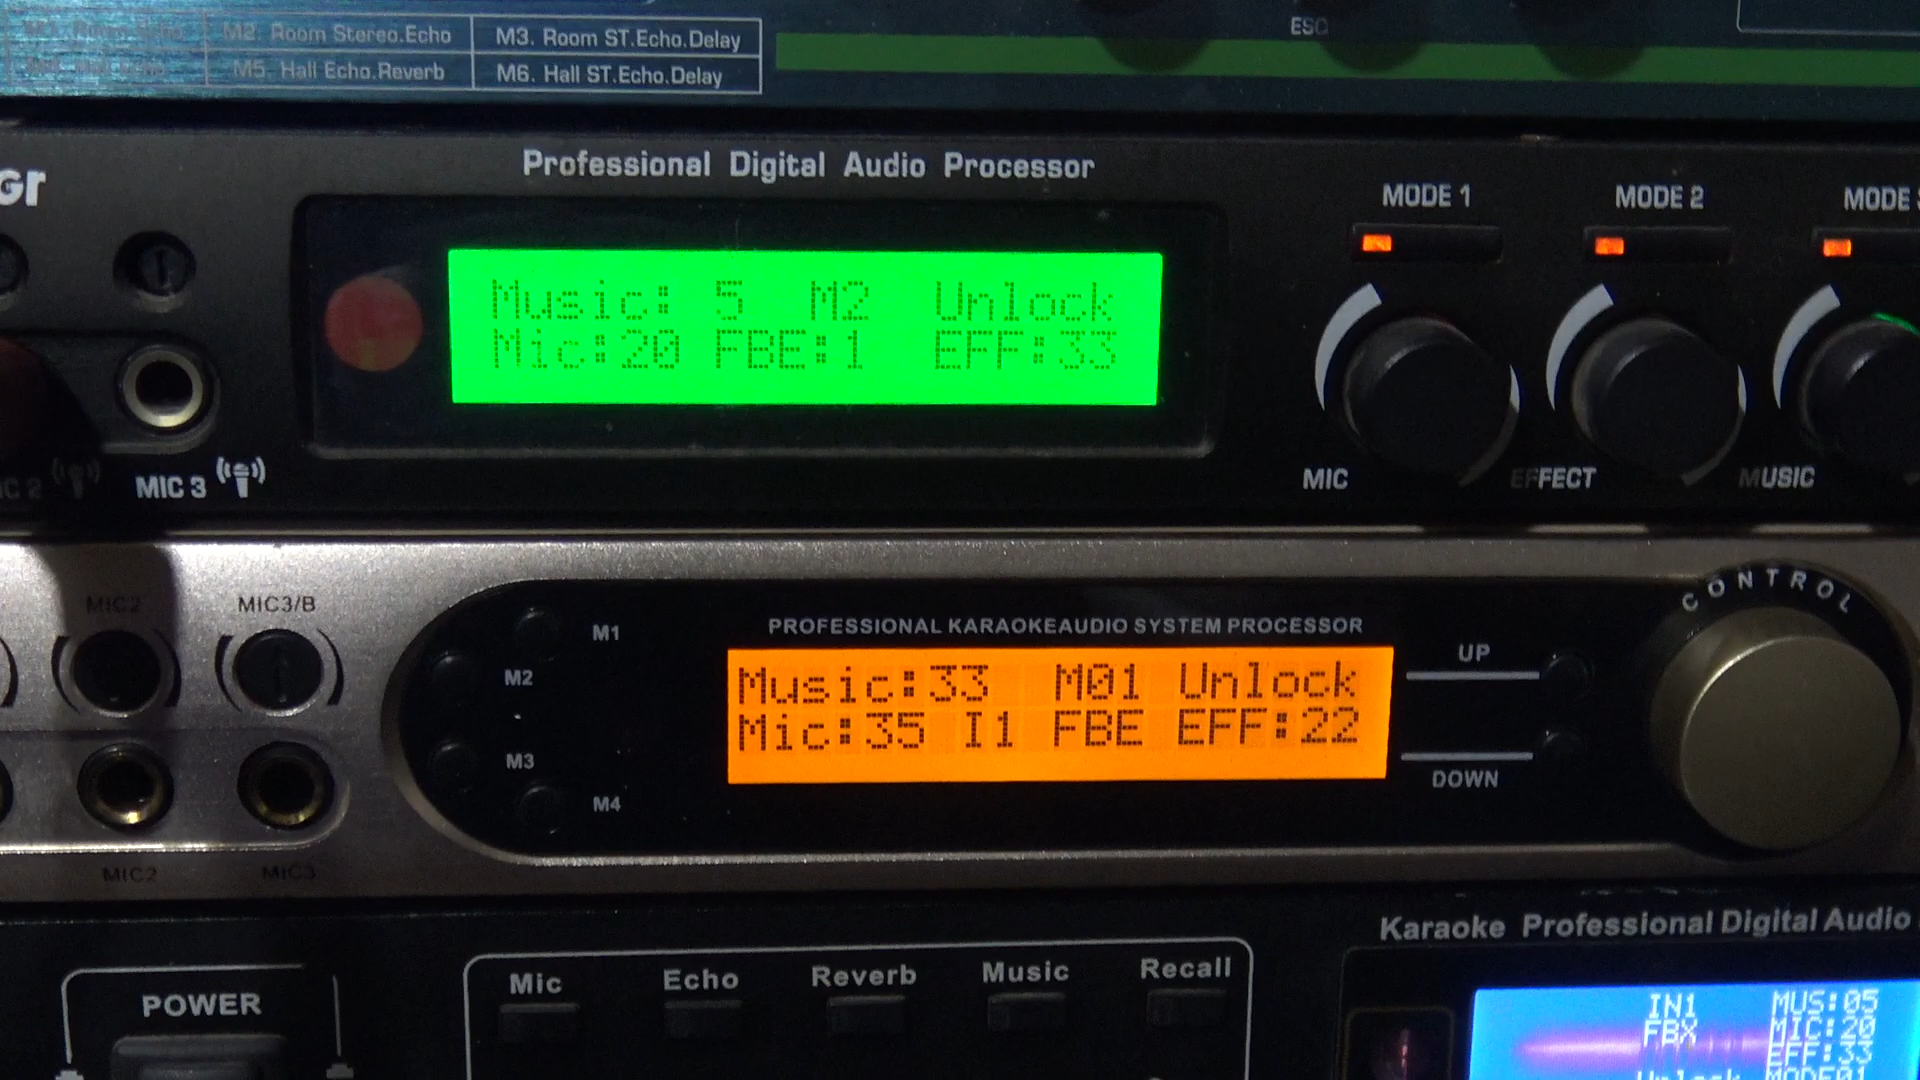 M2. Room Stereo.Echo
M3. Room ST.Echo.Delay
M5. Hall Echo.Reverb
M6. Hall ST.Echo.Delay
ESC
Professional Digital Audio Processor
MODE 1
MODE 2
MODE
Music: 5 M2 Unlock
Mic:20 FBE:1 EFF:33
MIC 3
MIC
EFFECT
MUSIC
MIC2
MIC3/B
M1
M2
M3
M4
PROFESSIONAL KARAOKEAUDIO SYSTEM PROCESSOR
Music:33 M01 Unlock
Mic:35 I1 FBE EFF:22
UP
DOWN
CONTROL
MIC2
MIC3
POWER
Mic
Echo
Reverb
Music
Recall
Karaoke Professional Digital Audio
IN1 MUS:05
FBX MIC:20
EFF:33
Unlock MODE01